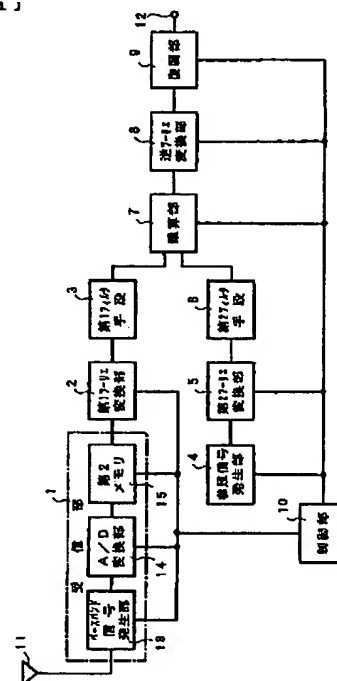 1】
11
受信部
1
ベースバンド信号発生部
13
A/D変換部
14
第2メモリ
15
第1フーリエ変換部
2
第1フィルタ手段
3
参照信号発生部
4
第2フーリエ変換部
5
第2フィルタ手段
6
乗算部
7
逆フーリエ変換部
8
復調部
9
12
制御部
10